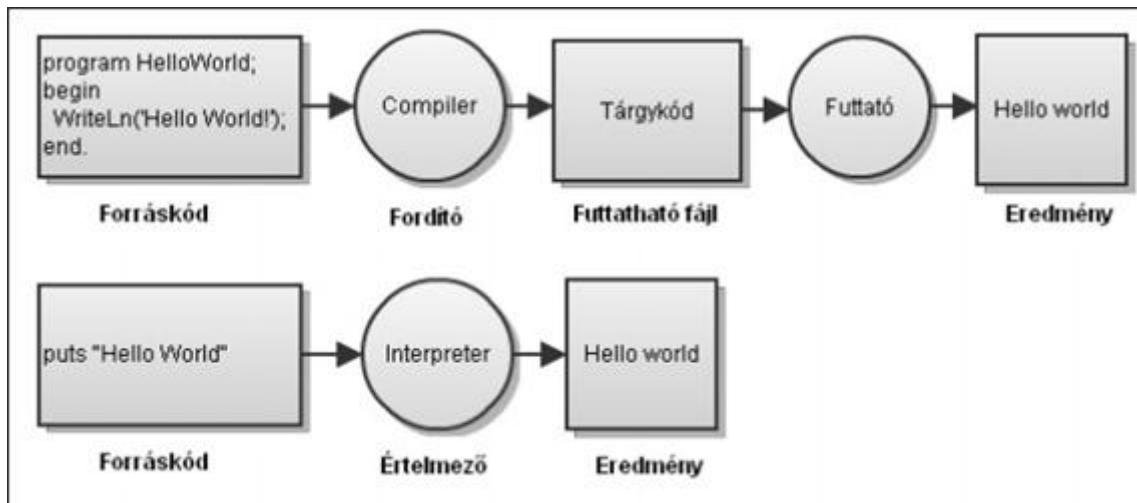 program HelloWorld;
begin
WriteLn('Hello World!');
end.
Compiler
Tárgykód
Futtató
Hello world
Forráskód
Fordító
Futtatható fájl
Eredmény
puts "Hello World"
Interpreter
Hello world
Forráskód
Értelmező
Eredmény